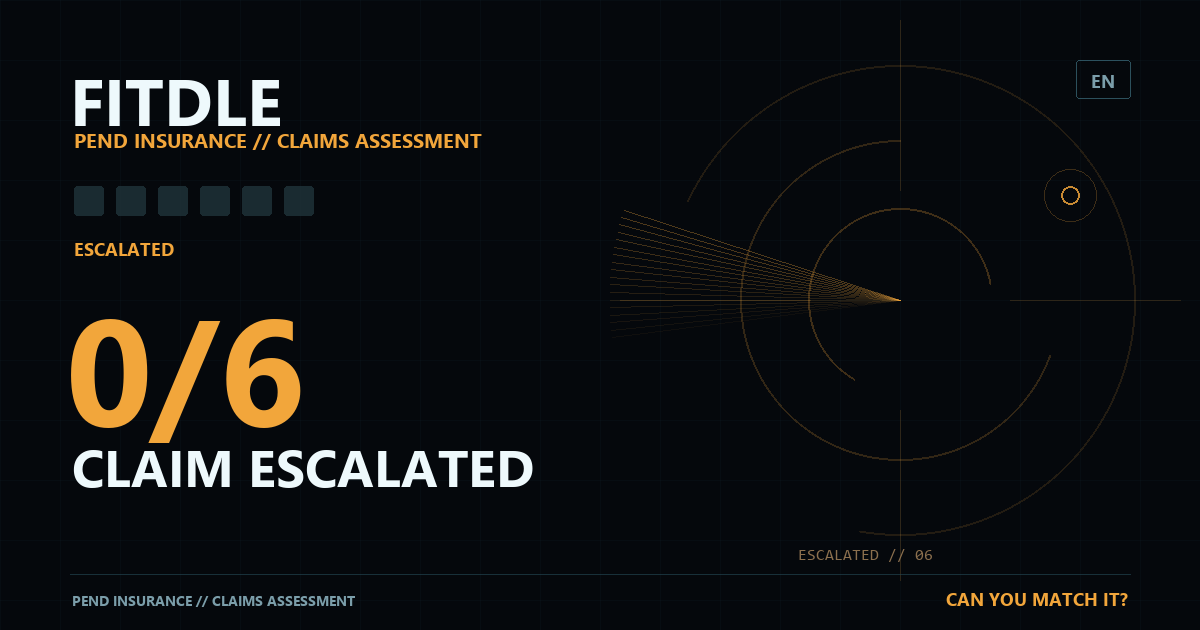 FITDLE
EN
PEND INSURANCE // CLAIMS ASSESSMENT
ESCALATED
0/6
CLAIM ESCALATED
ESCALATED // 06
PEND INSURANCE // CLAIMS ASSESSMENT
CAN YOU MATCH IT?